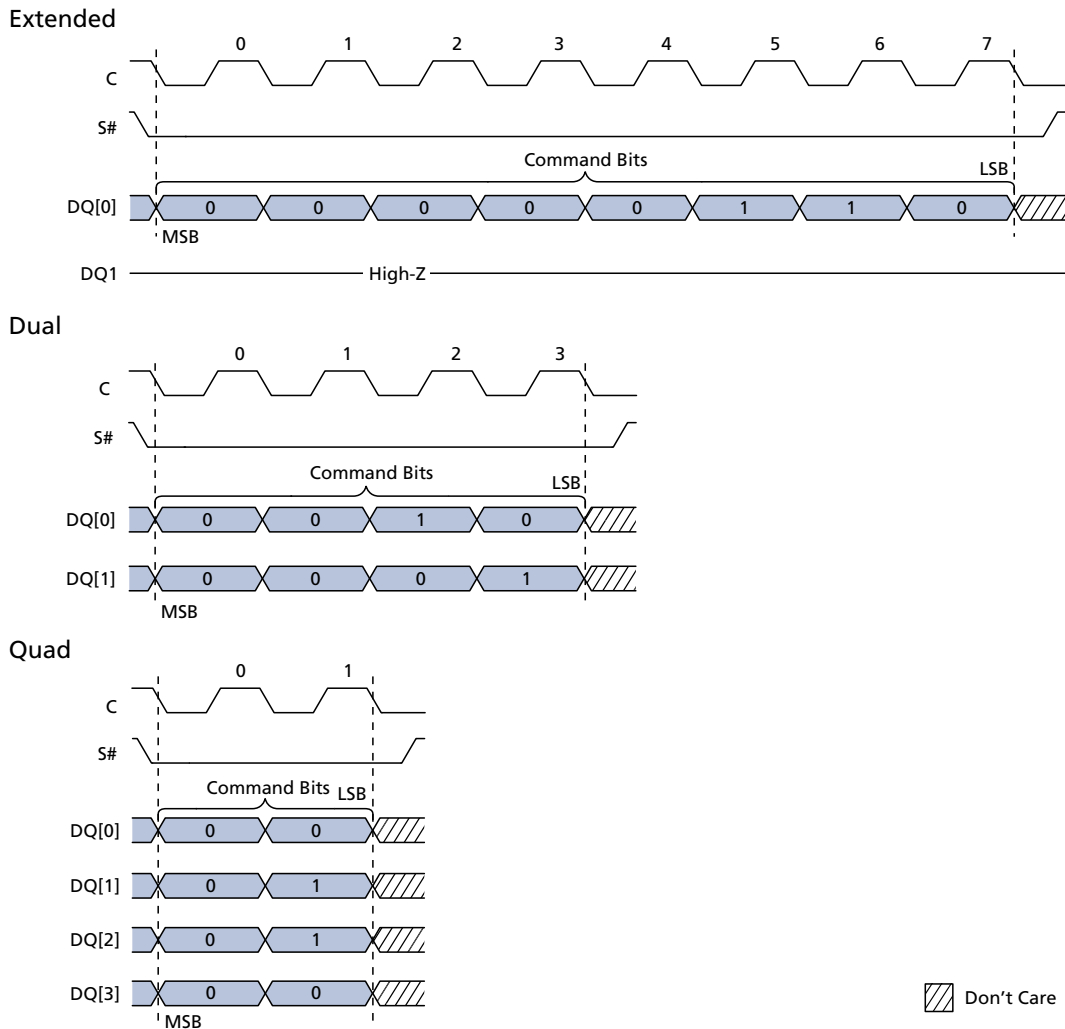 Extended
0 1 2 3 4 5 6 7
C
S#
Command Bits
LSB
DQ[0] 0 0 0 0 0 1 1 0
MSB
DQ1 High-Z
Dual
0 1 2 3
C
S#
Command Bits
LSB
DQ[0] 0 0 1 0
DQ[1] 0 0 0 1
MSB
Quad
0 1
C
S#
Command Bits LSB
DQ[0] 0 0
DQ[1] 0 1
DQ[2] 0 1
DQ[3] 0 0
MSB
Don't Care